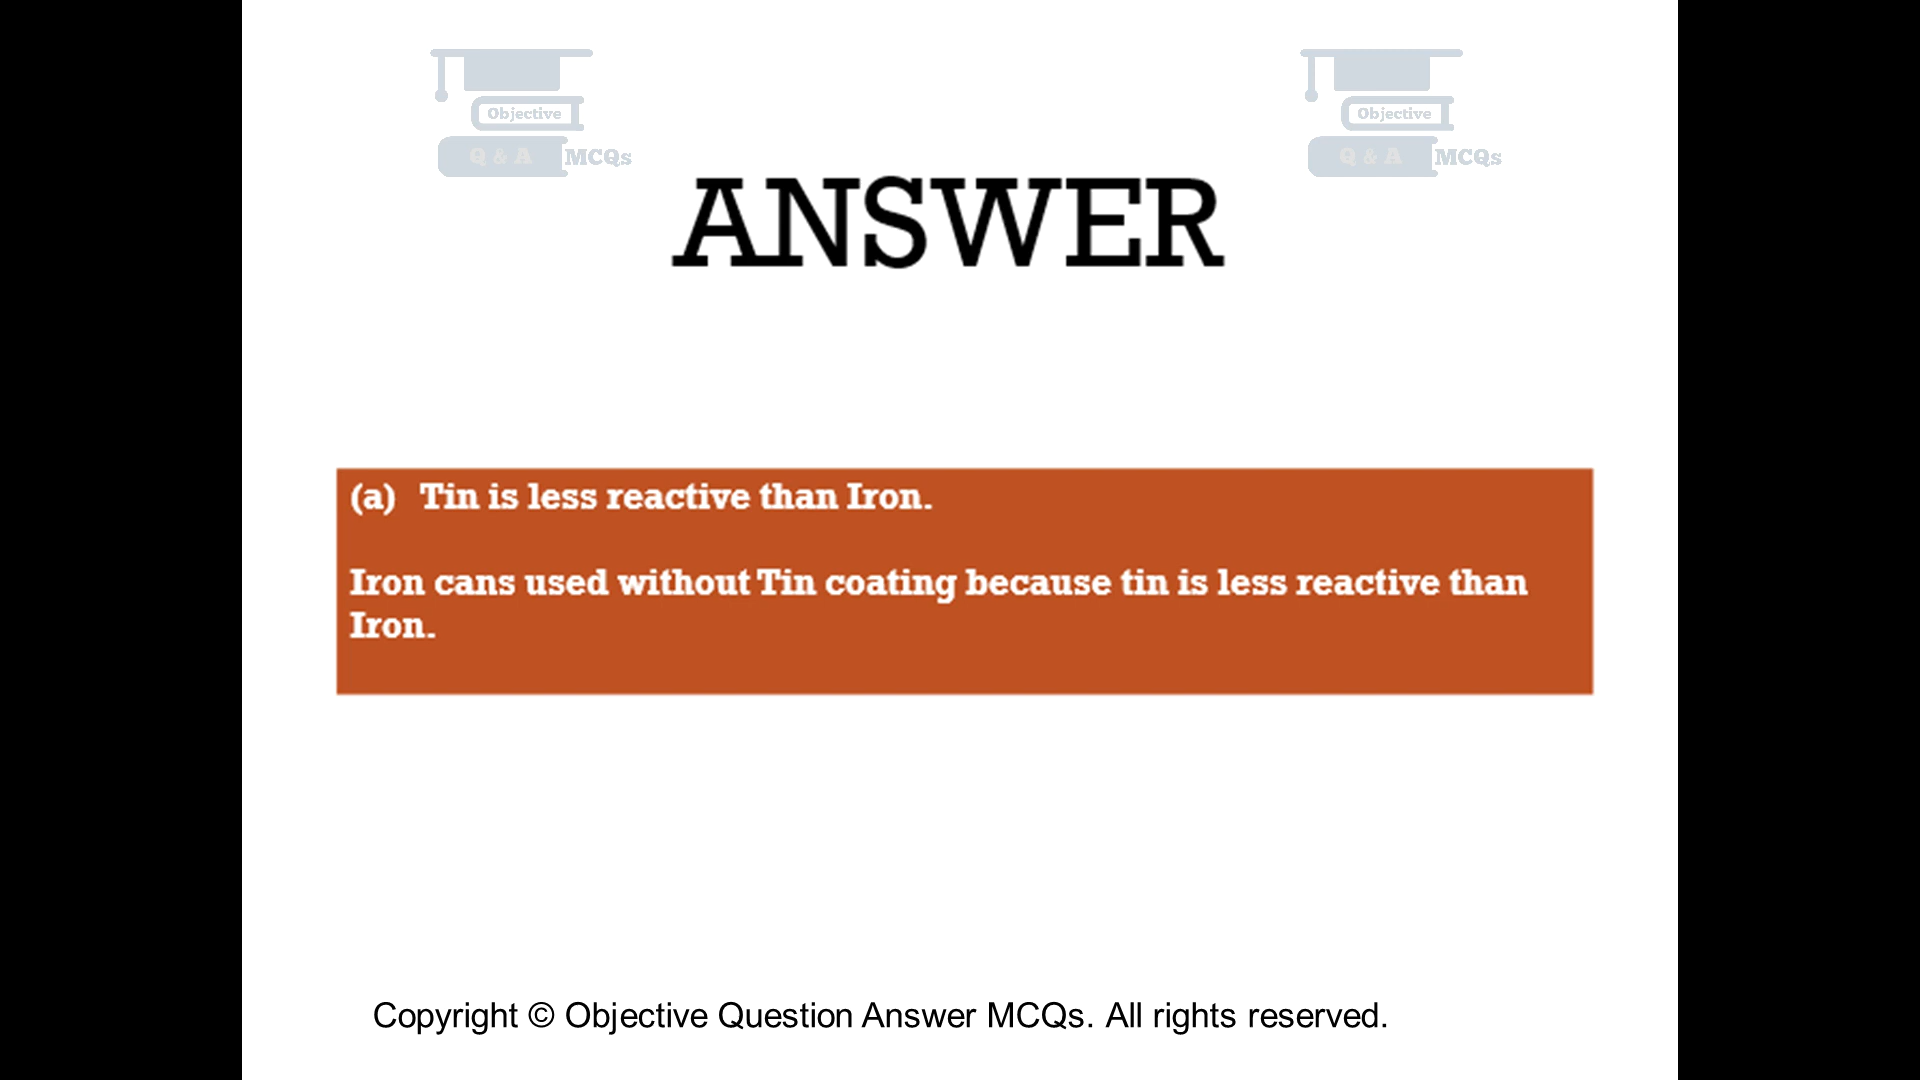 Objective
Q & A MCQs
Objective
Q & A MCQs
ANSWER
(a) Tin is less reactive than Iron.
Iron cans used without Tin coating because tin is less reactive than
Iron.
Copyright © Objective Question Answer MCQs. All rights reserved.